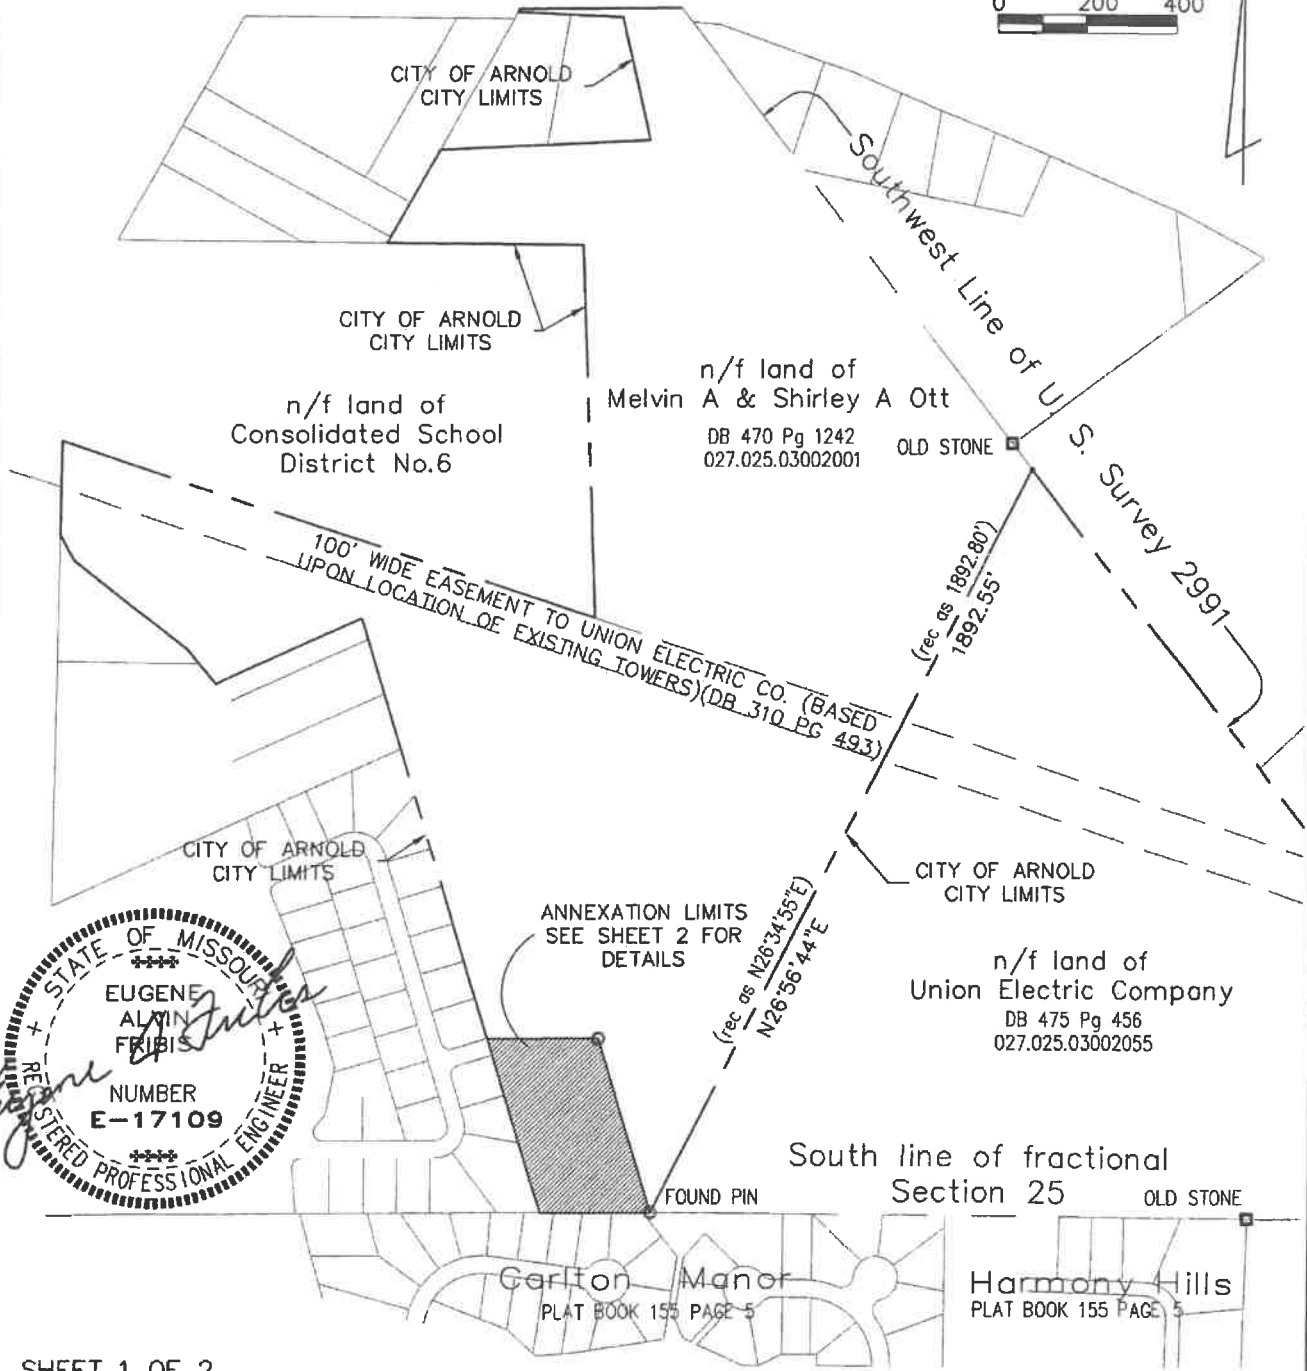 0 200 400
CITY OF ARNOLD
CITY LIMITS
Southwest Line of U. S. Survey 2991
CITY OF ARNOLD
CITY LIMITS
n/f land of
Melvin A & Shirley A Ott
DB 470 Pg 1242
027.025.03002001
OLD STONE
n/f land of
Consolidated School
District No.6
100' WIDE EASEMENT TO UNION ELECTRIC CO. (BASED
UPON LOCATION OF EXISTING TOWERS)(DB 310 PG 493)
(rec as 1892.80')
1892.55'
CITY OF ARNOLD
CITY LIMITS
CITY OF ARNOLD
CITY LIMITS
ANNEXATION LIMITS
SEE SHEET 2 FOR
DETAILS
(rec as N26°34'55"E)
N26°56'44"E
n/f land of
Union Electric Company
DB 475 Pg 456
027.025.03002055
STATE OF MISSOURI
EUGENE
ALVIN
FRIBIS
NUMBER
E-17109
REGISTERED PROFESSIONAL ENGINEER
South line of fractional
Section 25
OLD STONE
FOUND PIN
Carlton Manor
PLAT BOOK 155 PAGE 5
Harmony Hills
PLAT BOOK 155 PAGE 5
SHEET 1 OF 2